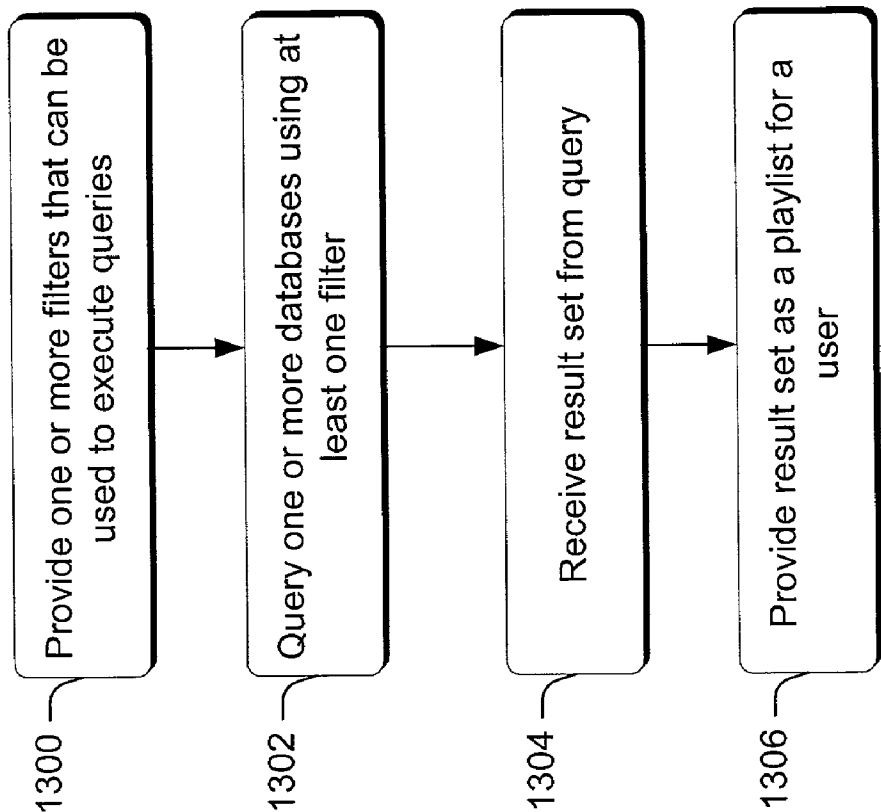 1300
Provide one or more filters that can be
used to execute queries
1302
Query one or more databases using at
least one filter
1304
Receive result set from query
1306
Provide result set as a playlist for a
user